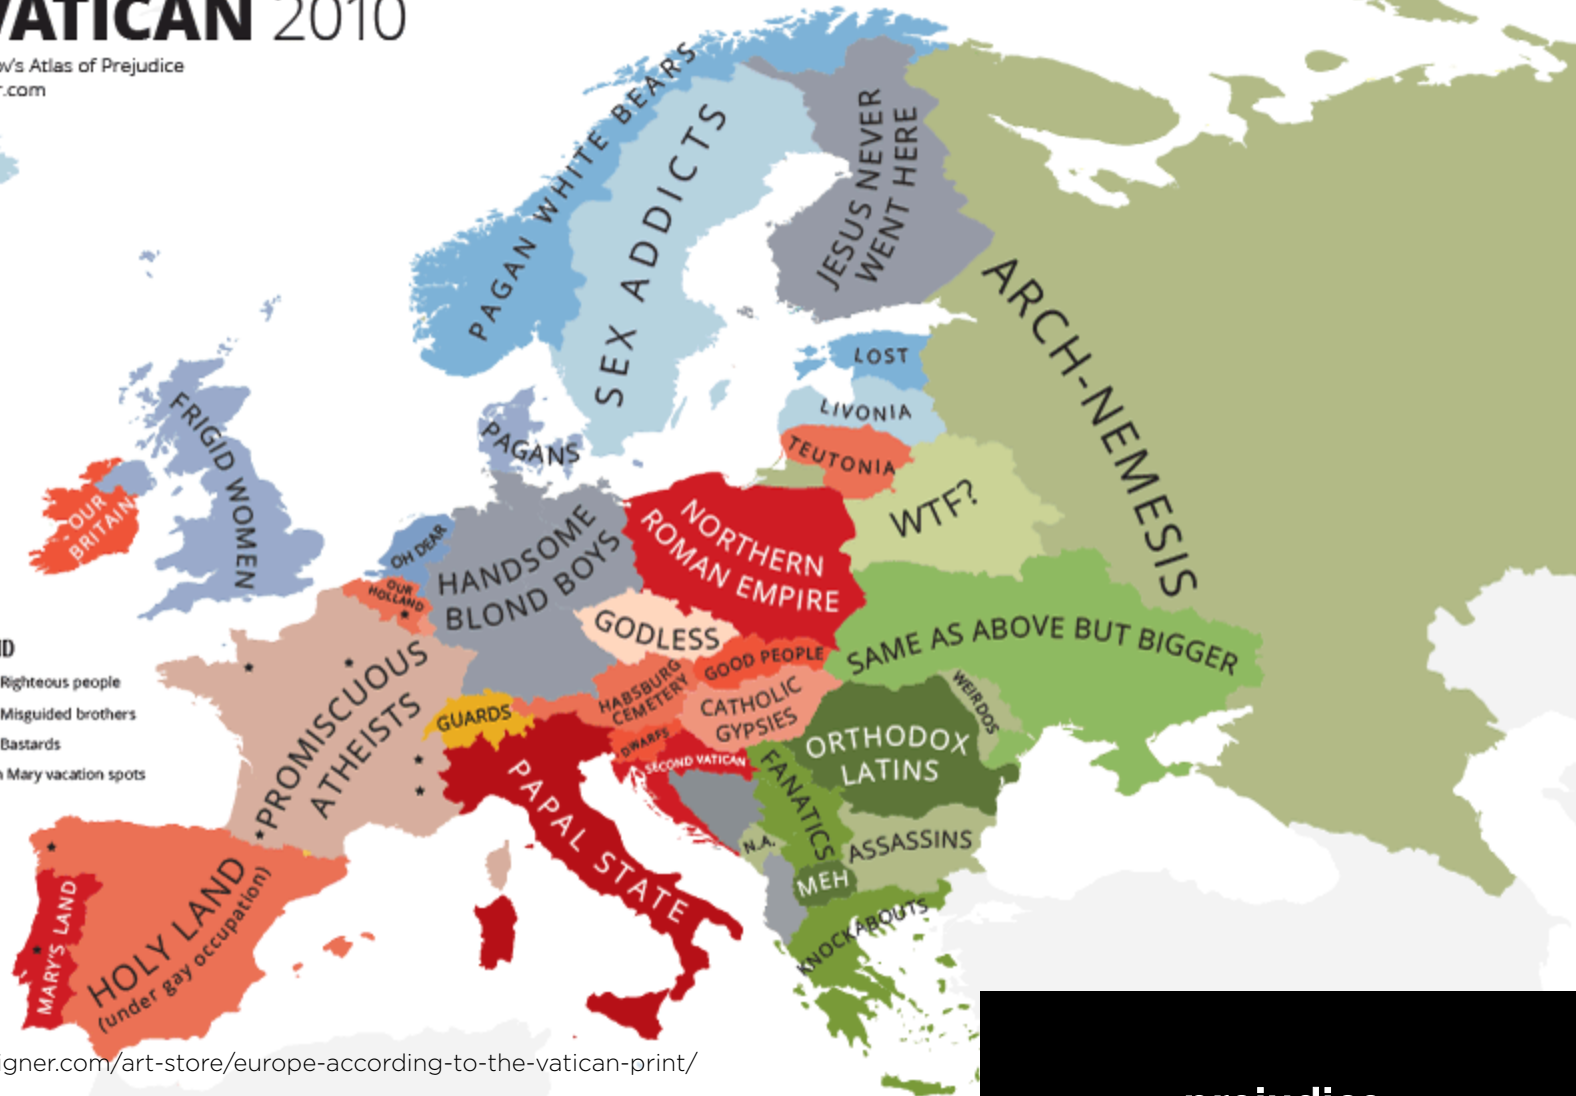 VATICAN 2010
ov's Atlas of Prejudice
r.com
PAGAN WHITE BEARS
SEX ADDICTS
JESUS NEVER
WENT HERE
ARCH-NEMESIS
LOST
LIVONIA
TEUTONIA
WTF?
PAGANS
FRIGID WOMEN
OUR
BRITAIN
OH DEAR
OUR
HOLLAND
HANDSOME
BLOND BOYS
NORTHERN
ROMAN EMPIRE
GODLESS
GOOD PEOPLE
SAME AS ABOVE BUT BIGGER
HABSBURG
CEMETERY
CATHOLIC
GYPSIES
WEIRDOS
PROMISCUOUS
ATHEISTS
GUARDS
DWARFS
SECOND VATICAN
ORTHODOX
LATINS
FANATICS
PAPAL STATE
N.A.
ASSASSINS
MEH
KNOCKABOUTS
HOLY LAND
(under gay occupation)
MARY'S LAND
D
Righteous people
Misguided brothers
Bastards
Mary vacation spots
igner.com/art-store/europe-according-to-the-vatican-print/
prejudice